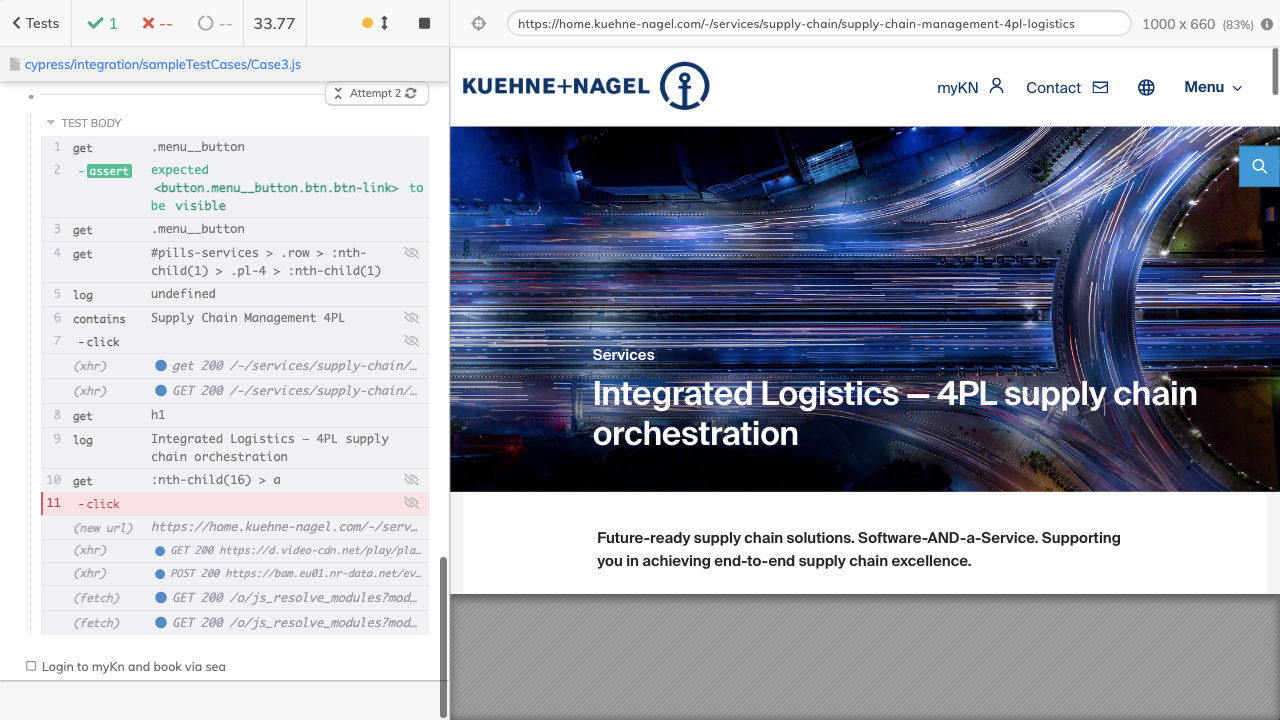 Tests
1
--
--
33.77
https://home.kuehne-nagel.com/-/services/supply-chain/supply-chain-management-4pl-logistics
1000 x 660 (83%)
cypress/integration/sampleTestCases/Case3.js
Attempt 2
TEST BODY
1 get .menu__button
2 -assert expected
<button.menu__button.btn.btn-link> to
be visible
3 get .menu__button
4 get #pills-services > .row > :nth-
child(1) > .pl-4 > :nth-child(1)
5 log undefined
6 contains Supply Chain Management 4PL
7 -click
(xhr) get 200 /-/services/supply-chain/…
(xhr) GET 200 /-/services/supply-chain/…
8 get h1
9 log Integrated Logistics – 4PL supply
chain orchestration
10 get :nth-child(16) > a
11 -click
(new url) https://home.kuehne-nagel.com/-/serv…
(xhr) GET 200 https://d.video-cdn.net/play/pla…
(xhr) POST 200 https://bam.eu01.nr-data.net/ev…
(fetch) GET 200 /o/js_resolve_modules?mod…
(fetch) GET 200 /o/js_resolve_modules?mod…
Login to myKn and book via sea
KUEHNE+NAGEL
myKN
Contact
Menu
Services
Integrated Logistics – 4PL supply chain
orchestration
Future-ready supply chain solutions. Software-AND-a-Service. Supporting
you in achieving end-to-end supply chain excellence.